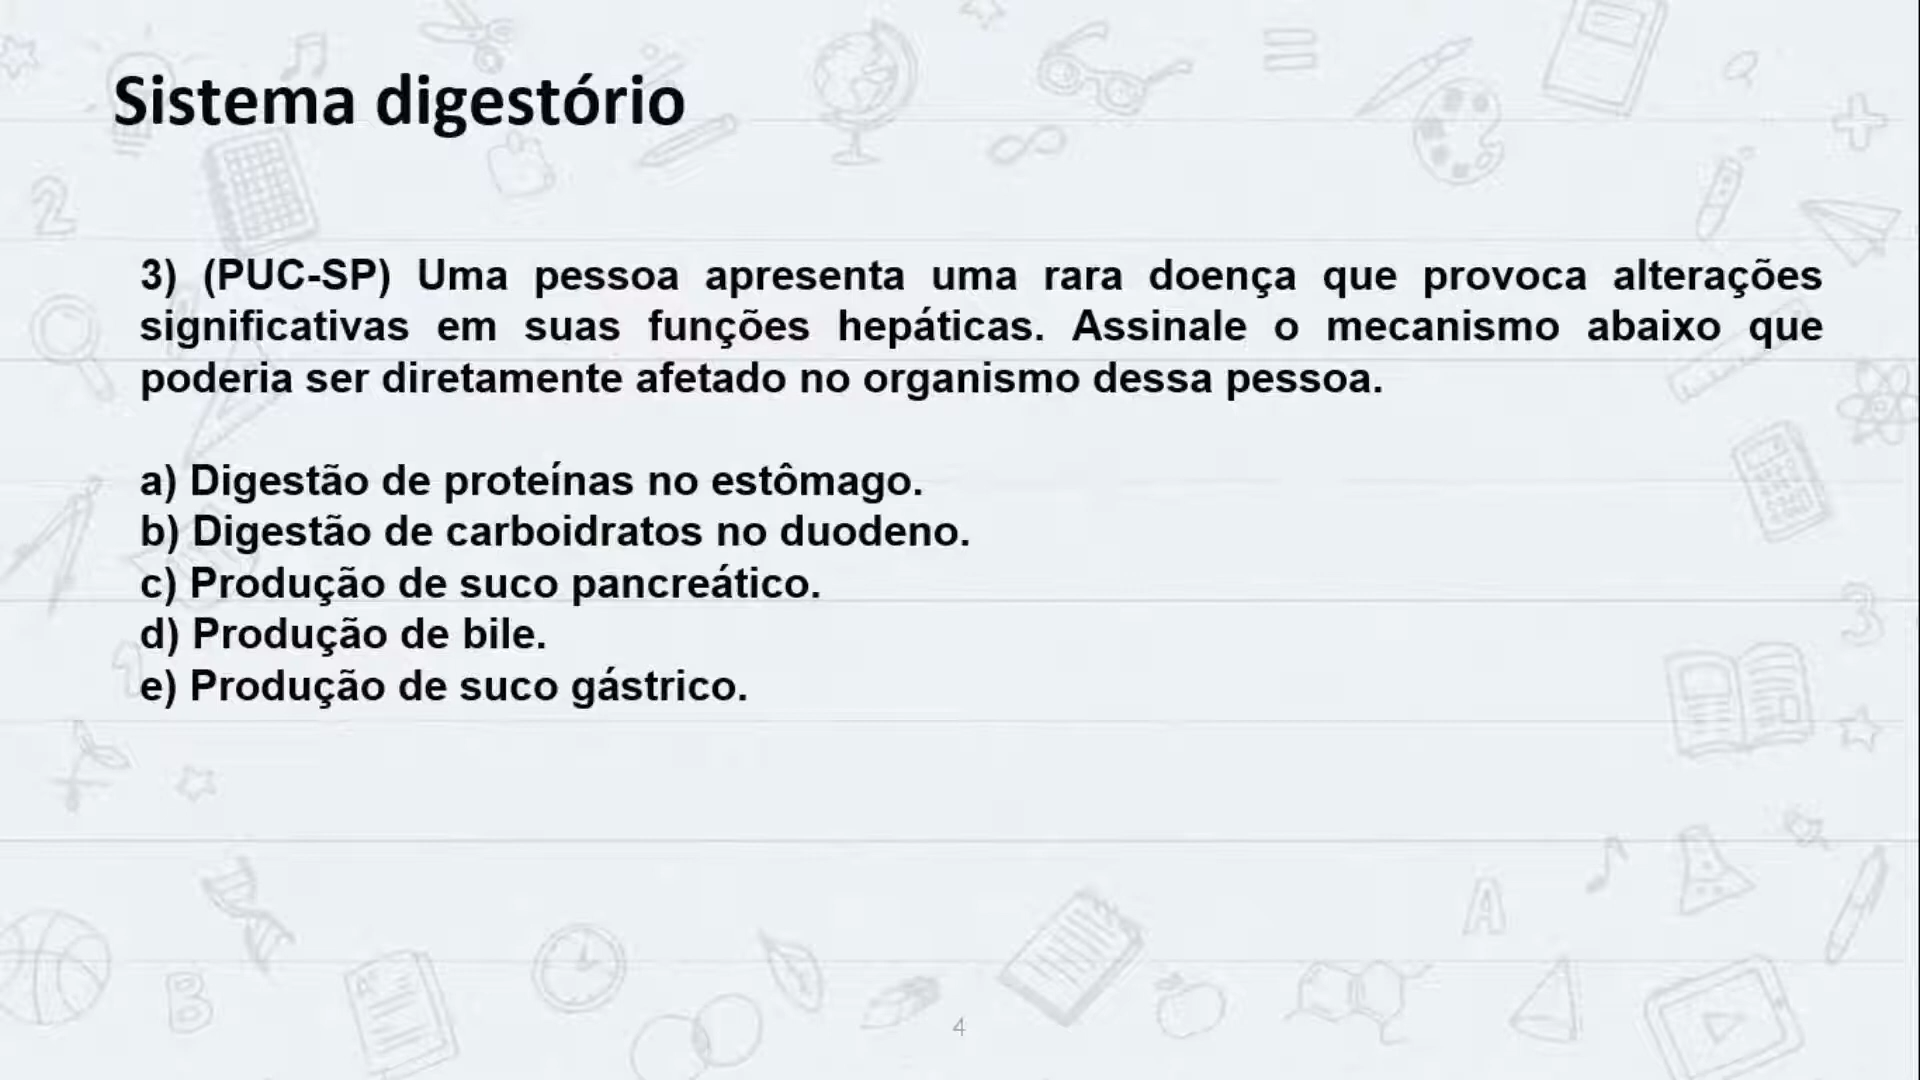 Sistema digestório
3) (PUC-SP) Uma pessoa apresenta uma rara doença que provoca alterações
significativas em suas funções hepáticas. Assinale o mecanismo abaixo que
poderia ser diretamente afetado no organismo dessa pessoa.
a) Digestão de proteínas no estômago.
b) Digestão de carboidratos no duodeno.
c) Produção de suco pancreático.
d) Produção de bile.
e) Produção de suco gástrico.
2
3
A
B
4